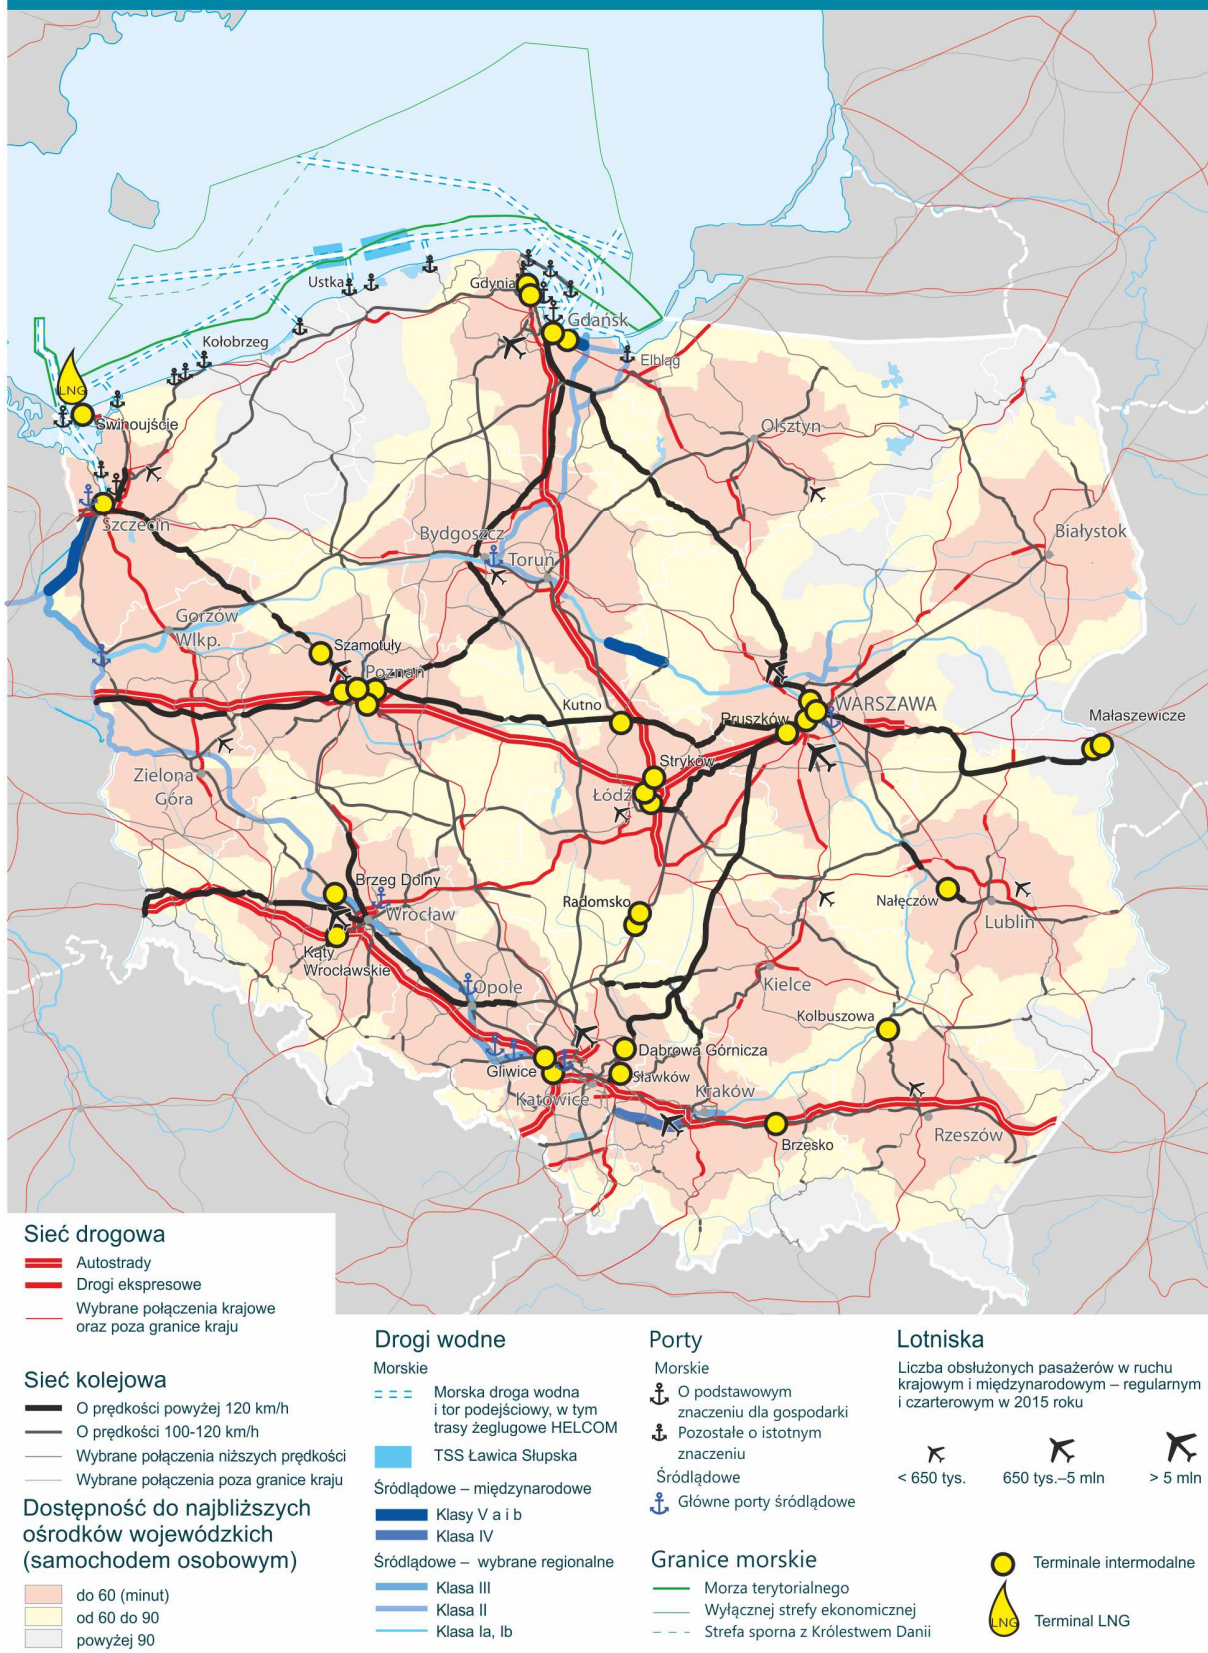 Ustka
Gdynia
Gdańsk
Kołobrzeg
Elbląg
LNG
Świnoujście
Olsztyn
Szczecin
Bydgoszcz
Toruń
Białystok
Gorzów
Wlkp.
Szamotuły
Poznań
Kutno
WARSZAWA
Pruszków
Małaszewicze
Zielona
Góra
Stryków
Łódź
Brzeg Dolny
Wrocław
Radomsko
Nałęczów
Lublin
Kąty
Wrocławskie
Opole
Kielce
Kolbuszowa
Gliwice
Dąbrowa Górnicza
Sławków
Katowice
Kraków
Brzesko
Rzeszów
Sieć drogowa
Autostrady
Drogi ekspresowe
Wybrane połączenia krajowe
oraz poza granice kraju
Sieć kolejowa
O prędkości powyżej 120 km/h
O prędkości 100-120 km/h
Wybrane połączenia niższych prędkości
Wybrane połączenia poza granice kraju
Dostępność do najbliższych
ośrodków wojewódzkich
(samochodem osobowym)
do 60 (minut)
od 60 do 90
powyżej 90
Drogi wodne
Morskie
Morska droga wodna
i tor podejściowy, w tym
trasy żeglugowe HELCOM
TSS Ławica Słupska
Śródlądowe – międzynarodowe
Klasy V a i b
Klasa IV
Śródlądowe – wybrane regionalne
Klasa III
Klasa II
Klasa Ia, Ib
Porty
Morskie
O podstawowym
znaczeniu dla gospodarki
Pozostałe o istotnym
znaczeniu
Śródlądowe
Główne porty śródlądowe
Granice morskie
Morza terytorialnego
Wyłącznej strefy ekonomicznej
Strefa sporna z Królestwem Danii
Lotniska
Liczba obsłużonych pasażerów w ruchu
krajowym i międzynarodowym – regularnym
i czarterowym w 2015 roku
< 650 tys.
650 tys.–5 mln
> 5 mln
Terminale intermodalne
LNG
Terminal LNG